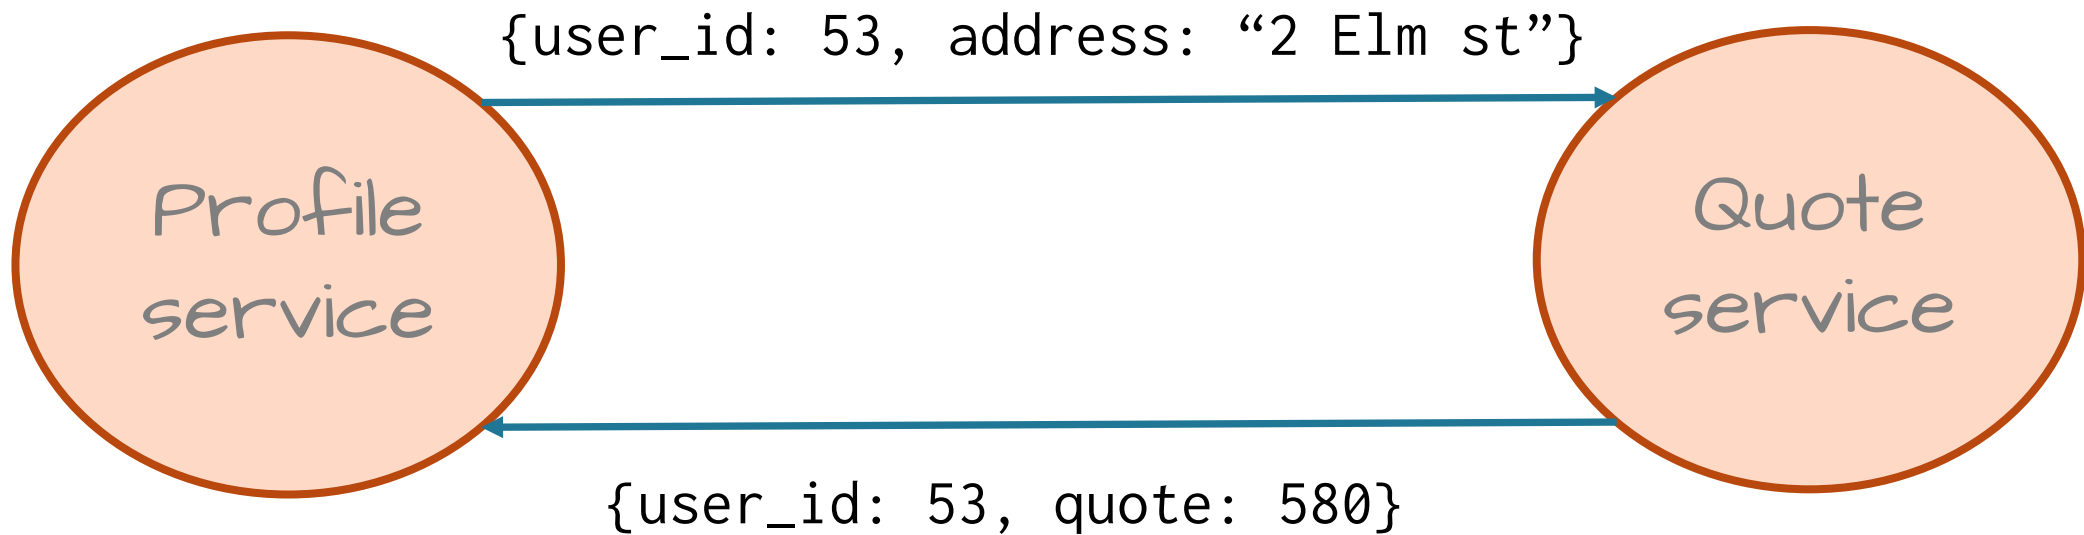 {user_id: 53, address: “2 Elm st”}
Profile
service
Quote
service
{user_id: 53, quote: 580}